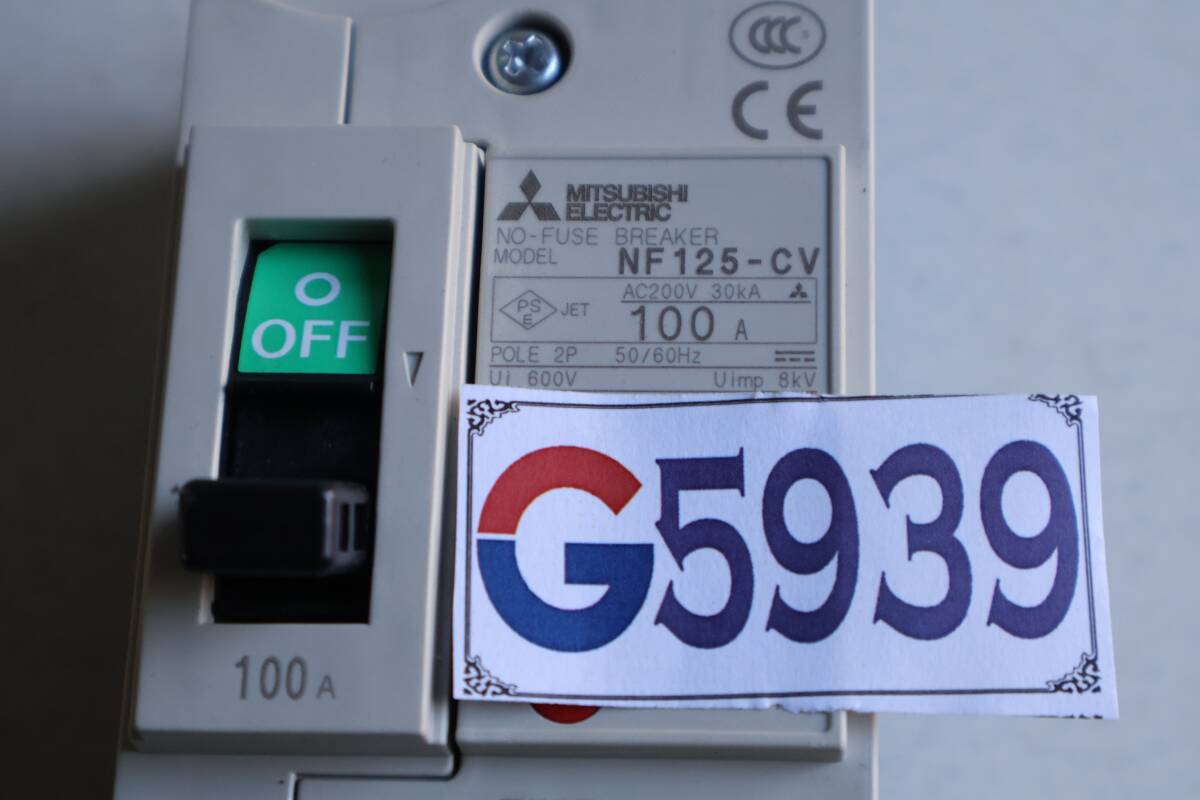 CCC
CE
MITSUBISHI
ELECTRIC
NO-FUSE BREAKER
MODEL NF125-CV
PS
E
JET
AC200V 30kA
100 A
POLE 2P 50/60Hz
Ui 600V Uimp 8kV
O
OFF
100 A
G5939